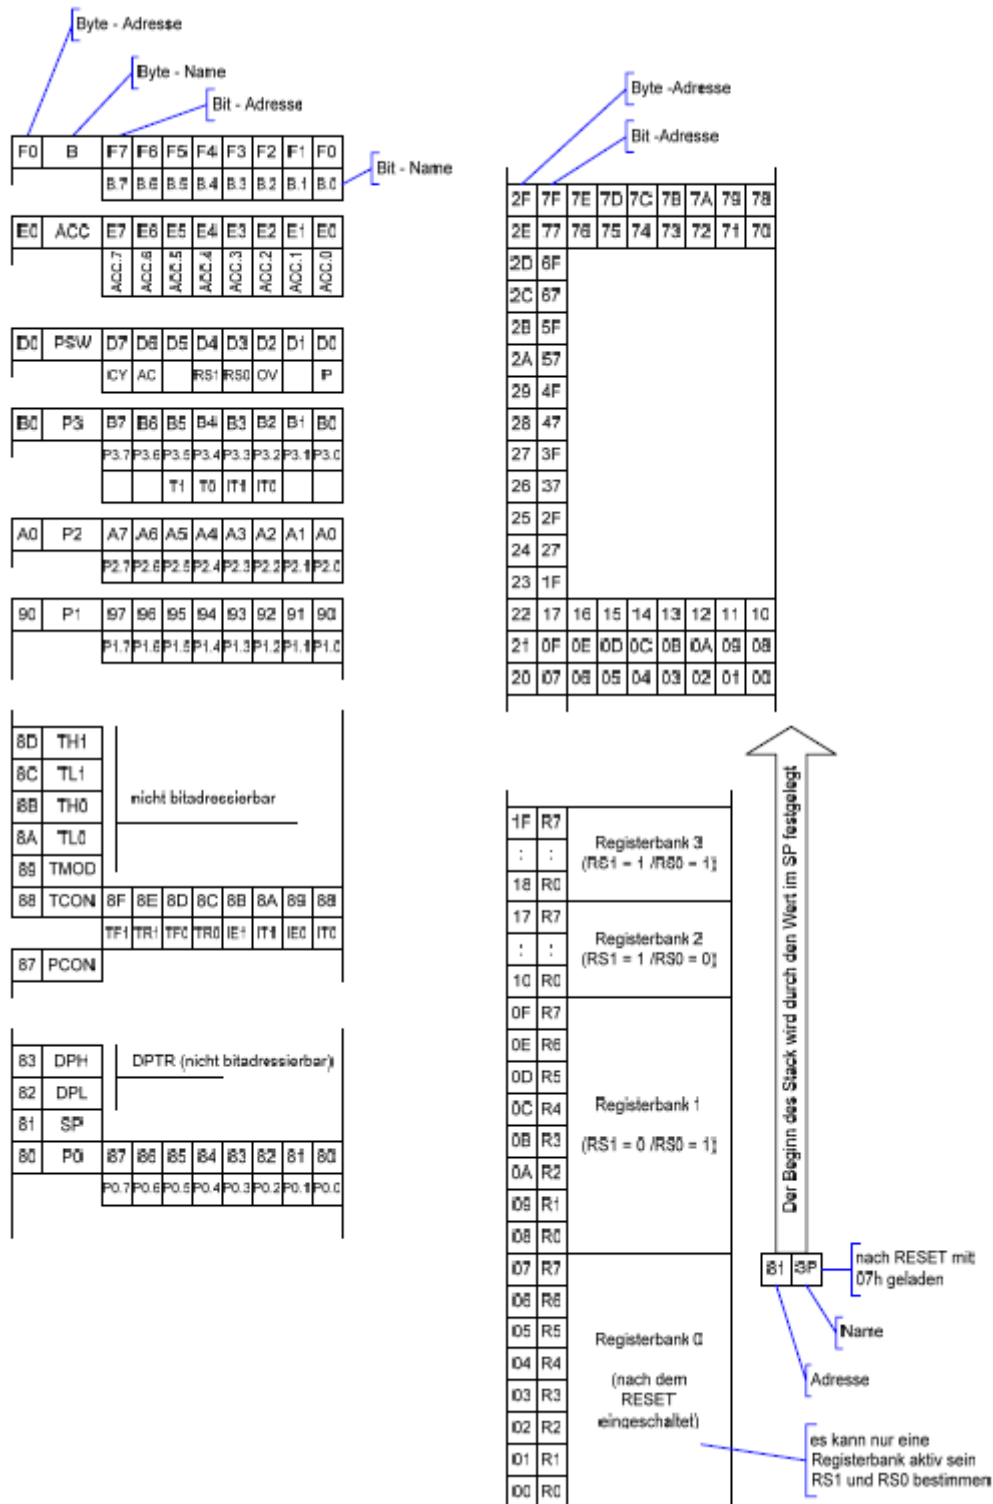 Byte - Adresse
Byte - Name
Bit - Adresse
F0 B F7 F6 F5 F4 F3 F2 F1 F0
B.7 B.6 B.5 B.4 B.3 B.2 B.1 B.0
Bit - Name
E0 ACC E7 E6 E5 E4 E3 E2 E1 E0
ACC.7 ACC.6 ACC.5 ACC.4 ACC.3 ACC.2 ACC.1 ACC.0
D0 PSW D7 D6 D5 D4 D3 D2 D1 D0
CY AC RS1 RS0 OV P
B0 P3 B7 B6 B5 B4 B3 B2 B1 B0
P3.7 P3.6 P3.5 P3.4 P3.3 P3.2 P3.1 P3.0
T1 T0 IT1 IT0
A0 P2 A7 A6 A5 A4 A3 A2 A1 A0
P2.7 P2.6 P2.5 P2.4 P2.3 P2.2 P2.1 P2.0
90 P1 97 96 95 94 93 92 91 90
P1.7 P1.6 P1.5 P1.4 P1.3 P1.2 P1.1 P1.0
8D TH1
8C TL1
8B TH0
8A TL0
89 TMOD
nicht bitadressierbar
88 TCON 8F 8E 8D 8C 8B 8A 89 88
TF1 TR1 TF0 TR0 IE1 IT1 IE0 IT0
87 PCON
83 DPH
DPTR (nicht bitadressierbar)
82 DPL
81 SP
80 P0 87 86 85 84 83 82 81 80
P0.7 P0.6 P0.5 P0.4 P0.3 P0.2 P0.1 P0.0
Byte -Adresse
Bit -Adresse
2F 7F 7E 7D 7C 7B 7A 79 78
2E 77 76 75 74 73 72 71 70
2D 6F
2C 67
2B 5F
2A 57
29 4F
28 47
27 3F
26 37
25 2F
24 27
23 1F
22 17 16 15 14 13 12 11 10
21 0F 0E 0D 0C 0B 0A 09 08
20 07 06 05 04 03 02 01 00
1F R7
: :
18 R0
Registerbank 3
(RS1 = 1 /RS0 = 1)
17 R7
: :
10 R0
Registerbank 2
(RS1 = 1 /RS0 = 0)
0F R7
0E R6
0D R5
0C R4
0B R3
0A R2
09 R1
08 R0
Registerbank 1
(RS1 = 0 /RS0 = 1)
07 R7
06 R6
05 R5
04 R4
03 R3
02 R2
01 R1
00 R0
Registerbank 0
(nach dem
RESET
eingeschaltet)
Der Beginn des Stack wird durch den Wert im SP festgelegt
81 SP
nach RESET mit
07h geladen
Name
Adresse
es kann nur eine
Registerbank aktiv sein
RS1 und RS0 bestimmen